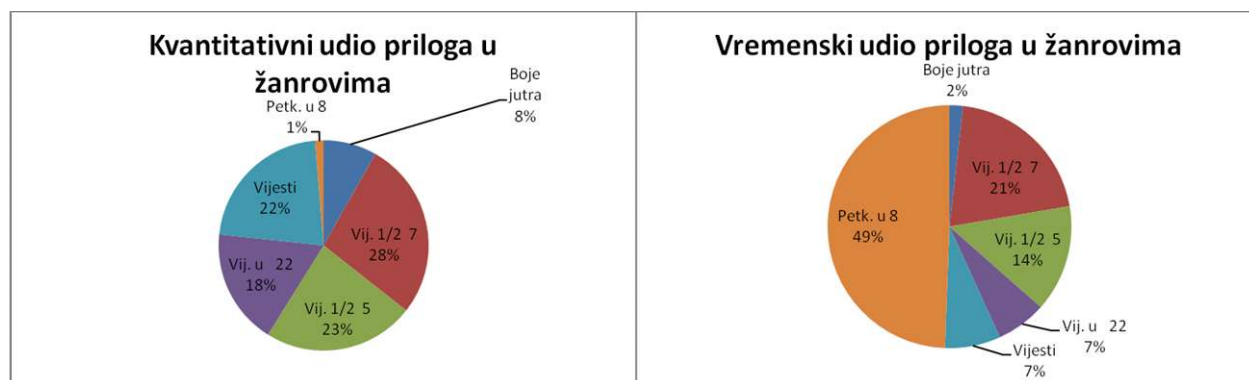 Kvantitativni udio priloga u
žanrovima
Boje
jutra
8%
Petk. u 8
1%
Vijesti
22%
Vij. 1/2 7
28%
Vij. u 22
18%
Vij. 1/2 5
23%
Vremenski udio priloga u žanrovima
Boje jutra
2%
Vij. 1/2 7
21%
Petk. u 8
49%
Vij. 1/2 5
14%
Vij. u 22
7%
Vijesti
7%